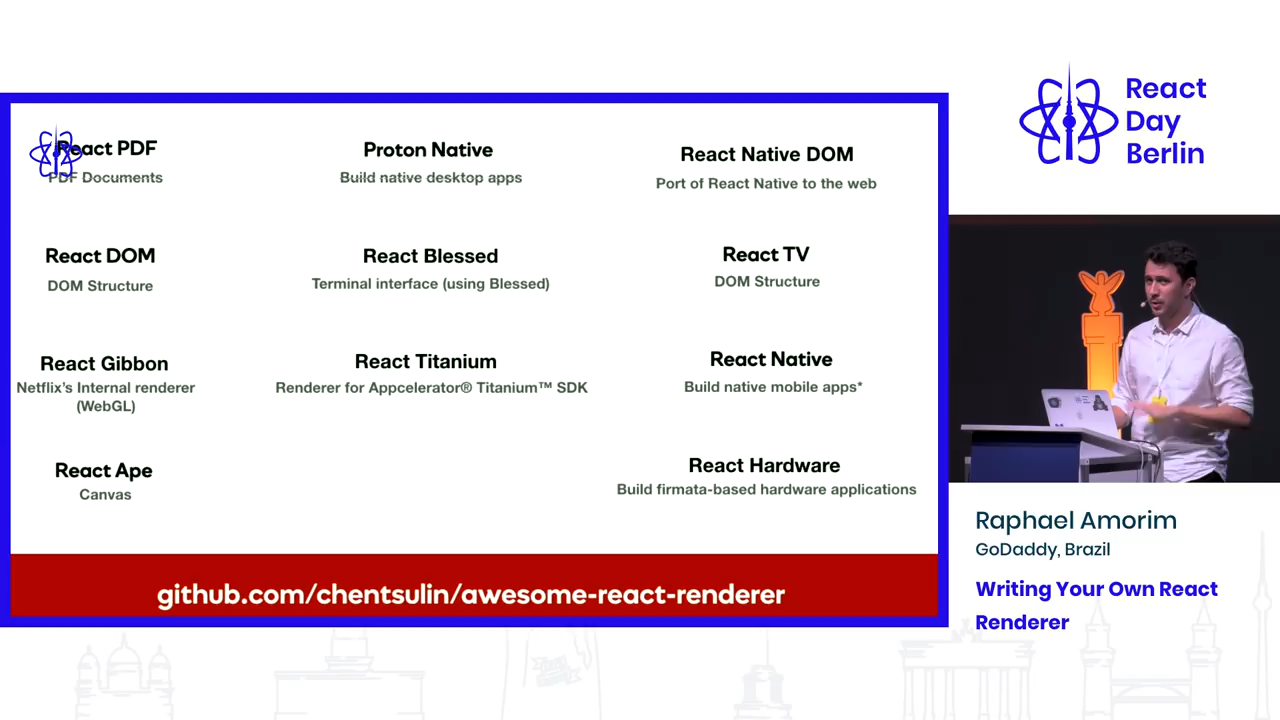 React PDF
PDF Documents
Proton Native
Build native desktop apps
React Native DOM
Port of React Native to the web
React DOM
DOM Structure
React Blessed
Terminal interface (using Blessed)
React TV
DOM Structure
React Gibbon
Netflix's Internal renderer
(WebGL)
React Titanium
Renderer for Appcelerator® Titanium™ SDK
React Native
Build native mobile apps*
React Ape
Canvas
React Hardware
Build firmata-based hardware applications
github.com/chentsulin/awesome-react-renderer
React
Day
Berlin
Raphael Amorim
GoDaddy, Brazil
Writing Your Own React
Renderer